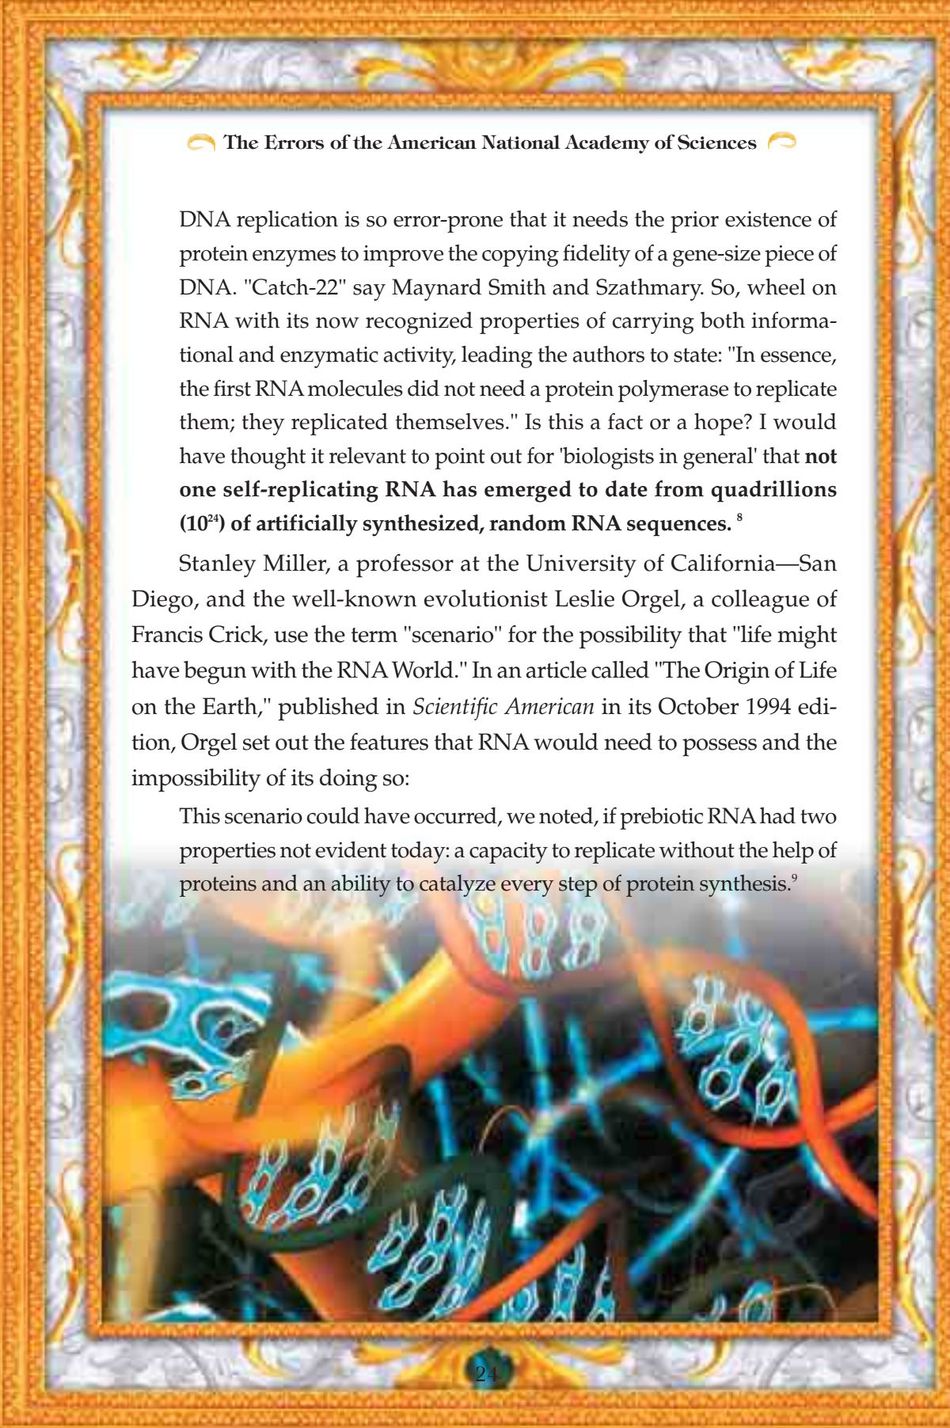 The Errors of the American National Academy of Sciences
DNA replication is so error-prone that it needs the prior existence of
protein enzymes to improve the copying fidelity of a gene-size piece of
DNA. "Catch-22" say Maynard Smith and Szathmary. So, wheel on
RNA with its now recognized properties of carrying both informa-
tional and enzymatic activity, leading the authors to state: "In essence,
the first RNA molecules did not need a protein polymerase to replicate
them; they replicated themselves." Is this a fact or a hope? I would
have thought it relevant to point out for 'biologists in general' that not
one self-replicating RNA has emerged to date from quadrillions
(10²⁴) of artificially synthesized, random RNA sequences. ⁸
Stanley Miller, a professor at the University of California—San
Diego, and the well-known evolutionist Leslie Orgel, a colleague of
Francis Crick, use the term "scenario" for the possibility that "life might
have begun with the RNA World." In an article called "The Origin of Life
on the Earth," published in Scientific American in its October 1994 edi-
tion, Orgel set out the features that RNA would need to possess and the
impossibility of its doing so:
This scenario could have occurred, we noted, if prebiotic RNA had two
properties not evident today: a capacity to replicate without the help of
proteins and an ability to catalyze every step of protein synthesis.⁹
24